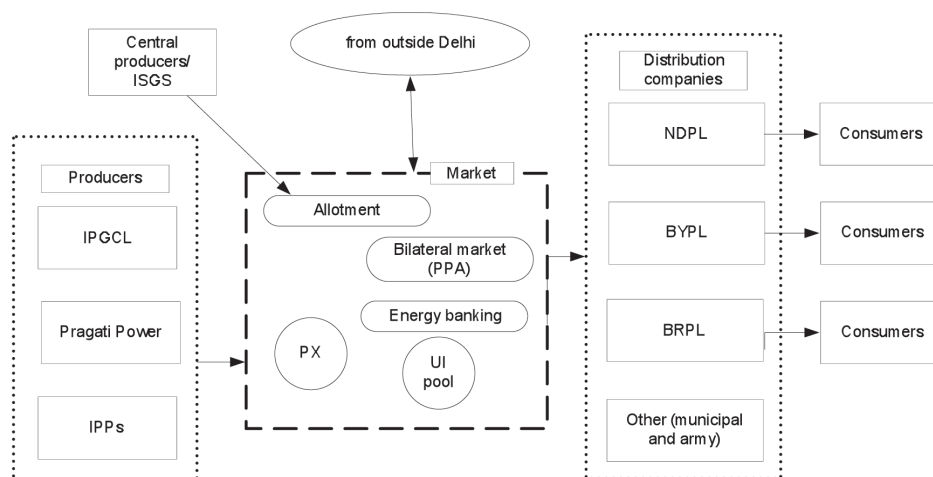 Central
producers/
ISGS
from outside Delhi
Producers
IPGCL
Pragati Power
IPPs
Market
Allotment
Bilateral market
(PPA)
Energy banking
PX
UI
pool
Distribution
companies
NDPL
BYPL
BRPL
Other (municipal
and army)
Consumers
Consumers
Consumers